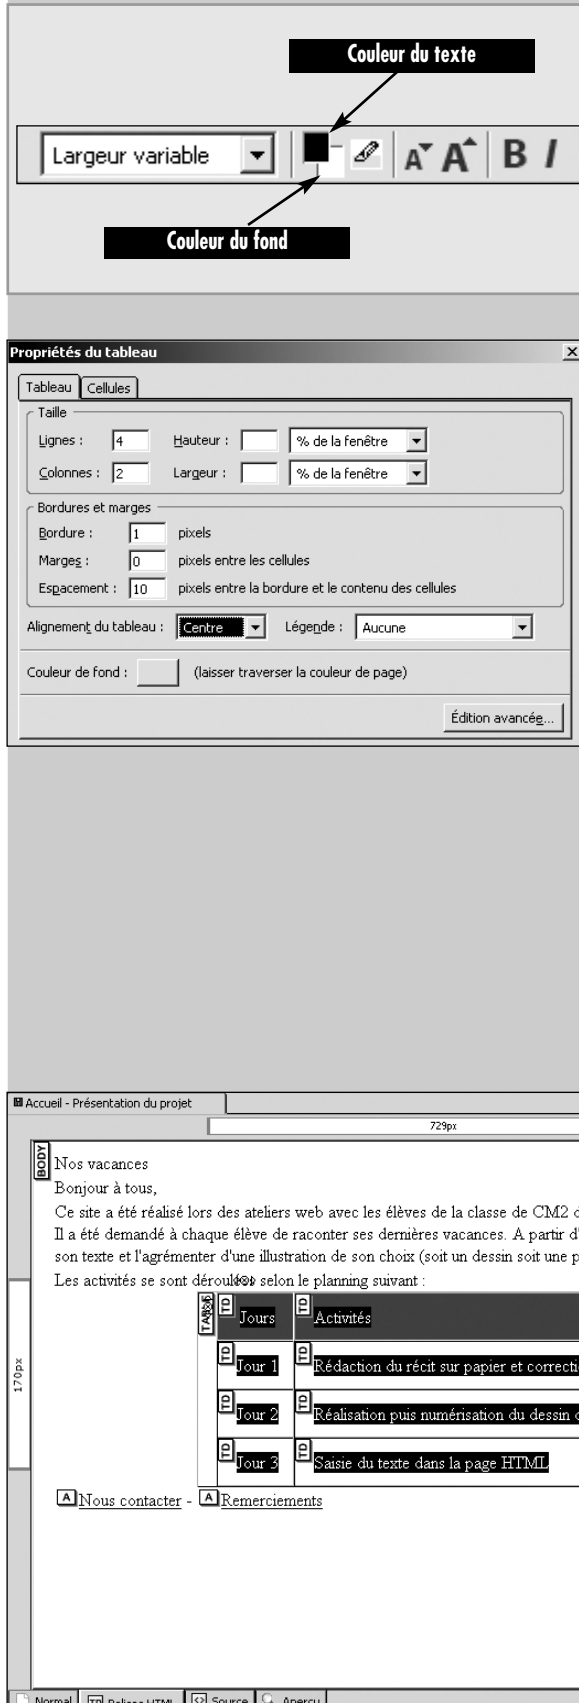 Couleur du texte
Largeur variable A A B I
Couleur du fond
Propriétés du tableau
Tableau Cellules
Taille
Lignes : 4 Hauteur : % de la fenêtre
Colonnes : 2 Largeur : % de la fenêtre
Bordures et marges
Bordure : 1 pixels
Marges : 0 pixels entre les cellules
Espacement : 10 pixels entre la bordure et le contenu des cellules
Alignement du tableau : Centre Légende : Aucune
Couleur de fond : (laisser traverser la couleur de page)
Édition avancée...
Accueil - Présentation du projet
729px
BODY
Nos vacances
Bonjour à tous,
Ce site a été réalisé lors des ateliers web avec les élèves de la classe de CM2
Il a été demandé à chaque élève de raconter ses dernières vacances. A partir d'
son texte et l'agrémenter d'une illustration de son choix (soit un dessin soit une p
Les activités se sont déroulées selon le planning suivant :
170px
TD Jours TD Activités
TD Jour 1 TD Rédaction du récit sur papier et correcti
TD Jour 2 TD Réalisation puis numérisation du dessin
TD Jour 3 TD Saisie du texte dans la page HTML
A Nous contacter - A Remerciements
Normal TD Balises HTML <> Source Aperçu